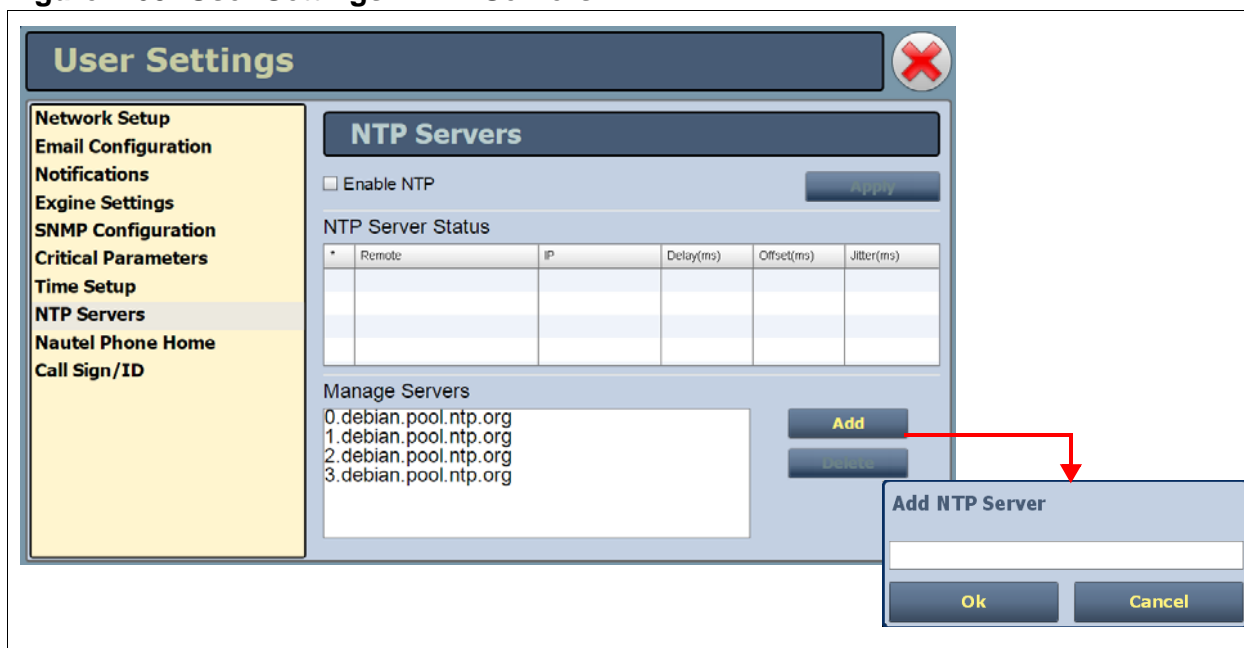 User Settings
Network Setup
Email Configuration
Notifications
Exgine Settings
SNMP Configuration
Critical Parameters
Time Setup
NTP Servers
Nautel Phone Home
Call Sign/ID
NTP Servers
Enable NTP
Apply
NTP Server Status
* Remote IP Delay(ms) Offset(ms) Jitter(ms)
Manage Servers
0.debian.pool.ntp.org
1.debian.pool.ntp.org
2.debian.pool.ntp.org
3.debian.pool.ntp.org
Add
Delete
Add NTP Server
Ok Cancel